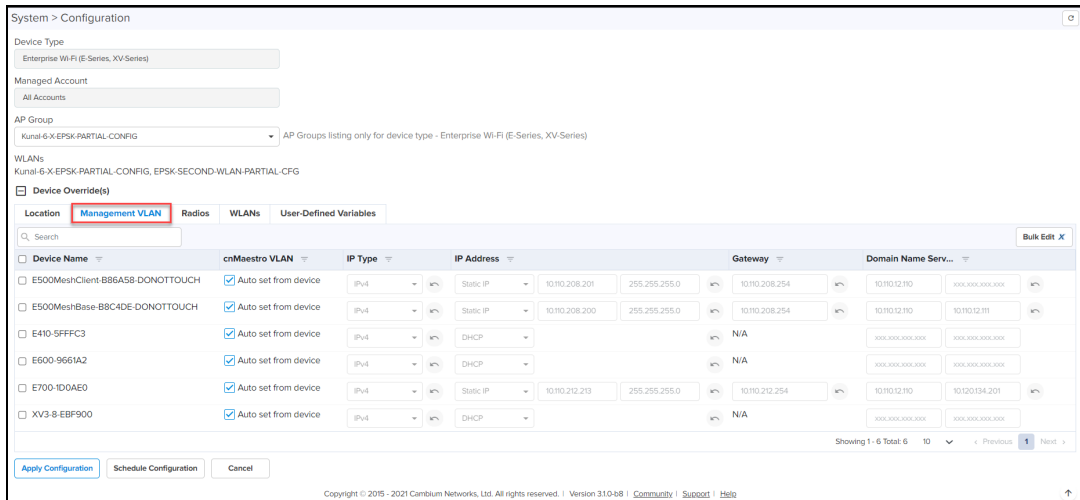 System > Configuration
Device Type
Enterprise Wi-Fi (E-Series, XV-Series)
Managed Account
All Accounts
AP Group
Kunal-6-X-EPSK-PARTIAL-CONFIG AP Groups listing only for device type - Enterprise Wi-Fi (E-Series, XV-Series)
WLANs
Kunal-6-X-EPSK-PARTIAL-CONFIG, EPSK-SECOND-WLAN-PARTIAL-CFG
Device Override(s)
Location Management VLAN Radios WLANs User-Defined Variables
Search Bulk Edit X
Device Name cnMaestro VLAN IP Type IP Address Gateway Domain Name Serv...
E500MeshClient-B86A58-DONOTTOUCH Auto set from device IPv4 Static IP 10.110.208.201 255.255.255.0 10.110.208.254 10.110.12.110 xxx.xxx.xxx.xxx
E500MeshBase-B8C4DE-DONOTTOUCH Auto set from device IPv4 Static IP 10.110.208.200 255.255.255.0 10.110.208.254 10.110.12.110 10.110.12.111
E410-5FFFC3 Auto set from device IPv4 DHCP N/A xxx.xxx.xxx.xxx xxx.xxx.xxx.xxx
E600-9661A2 Auto set from device IPv4 DHCP N/A xxx.xxx.xxx.xxx xxx.xxx.xxx.xxx
E700-1D0AE0 Auto set from device IPv4 Static IP 10.110.212.213 255.255.255.0 10.110.212.254 10.110.12.110 10.120.134.201
XV3-8-EBF900 Auto set from device IPv4 DHCP N/A xxx.xxx.xxx.xxx xxx.xxx.xxx.xxx
Showing 1 - 6 Total: 6 10 < Previous 1 Next >
Apply Configuration Schedule Configuration Cancel
Copyright © 2015 - 2021 Cambium Networks, Ltd. All rights reserved. | Version 3.1.0-b8 | Community | Support | Help